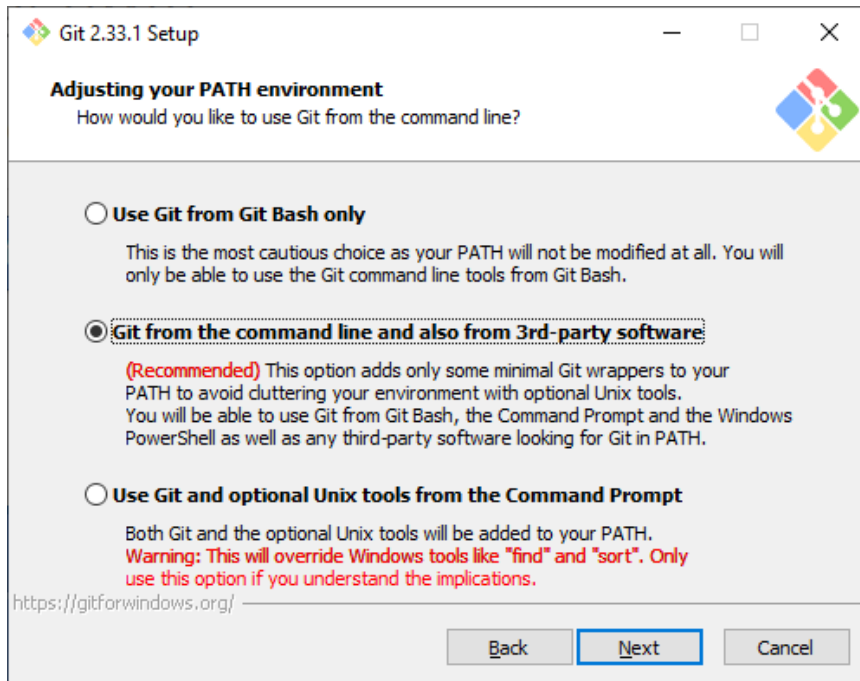 Git 2.33.1 Setup
Adjusting your PATH environment
How would you like to use Git from the command line?
Use Git from Git Bash only
This is the most cautious choice as your PATH will not be modified at all. You will
only be able to use the Git command line tools from Git Bash.
Git from the command line and also from 3rd-party software
(Recommended) This option adds only some minimal Git wrappers to your
PATH to avoid cluttering your environment with optional Unix tools.
You will be able to use Git from Git Bash, the Command Prompt and the Windows
PowerShell as well as any third-party software looking for Git in PATH.
Use Git and optional Unix tools from the Command Prompt
Both Git and the optional Unix tools will be added to your PATH.
Warning: This will override Windows tools like "find" and "sort". Only
use this option if you understand the implications.
https://gitforwindows.org/
Back Next Cancel